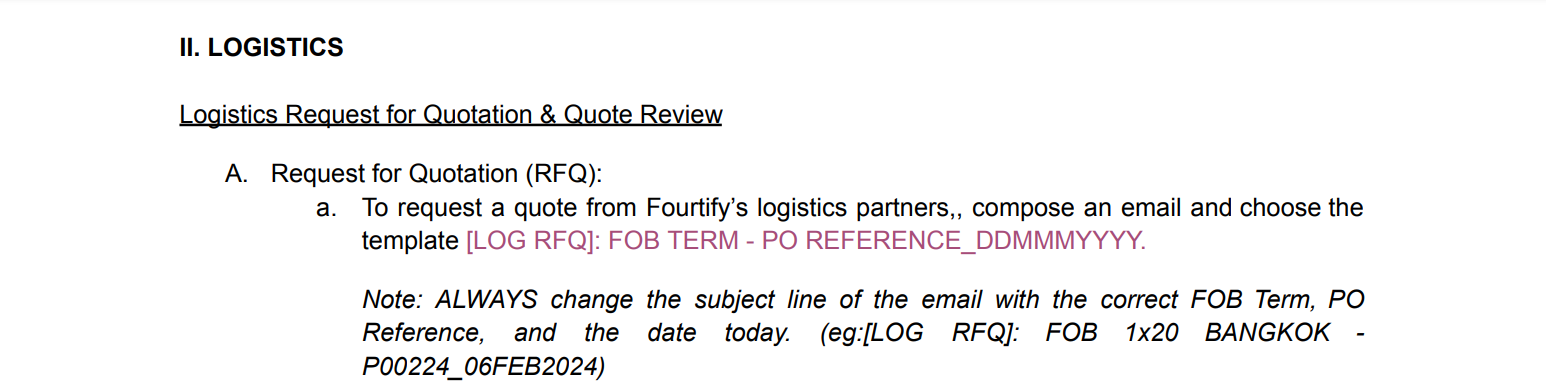 II. LOGISTICS
Logistics Request for Quotation & Quote Review
A. Request for Quotation (RFQ):
a. To request a quote from Fourtify’s logistics partners,, compose an email and choose the
template [LOG RFQ]: FOB TERM - PO REFERENCE_DDMMMYYYY.
Note: ALWAYS change the subject line of the email with the correct FOB Term, PO
Reference, and the date today. (eg:[LOG RFQ]: FOB 1x20 BANGKOK -
P00224_06FEB2024)